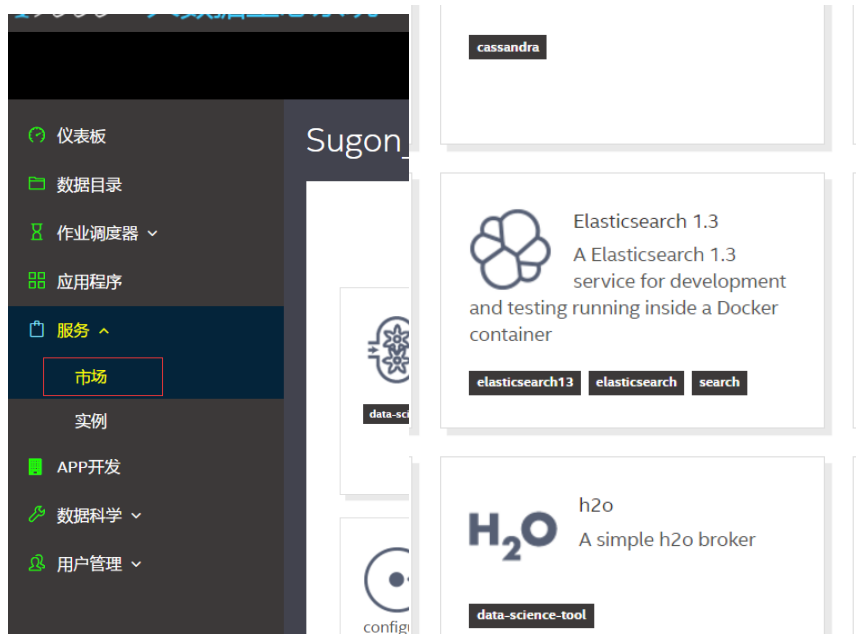 仪表板
数据目录
作业调度器
应用程序
服务
市场
实例
APP开发
数据科学
用户管理
Sugon_
data-sci
config
cassandra
Elasticsearch 1.3
A Elasticsearch 1.3
service for development
and testing running inside a Docker
container
elasticsearch13 elasticsearch search
H2O
h2o
A simple h2o broker
data-science-tool